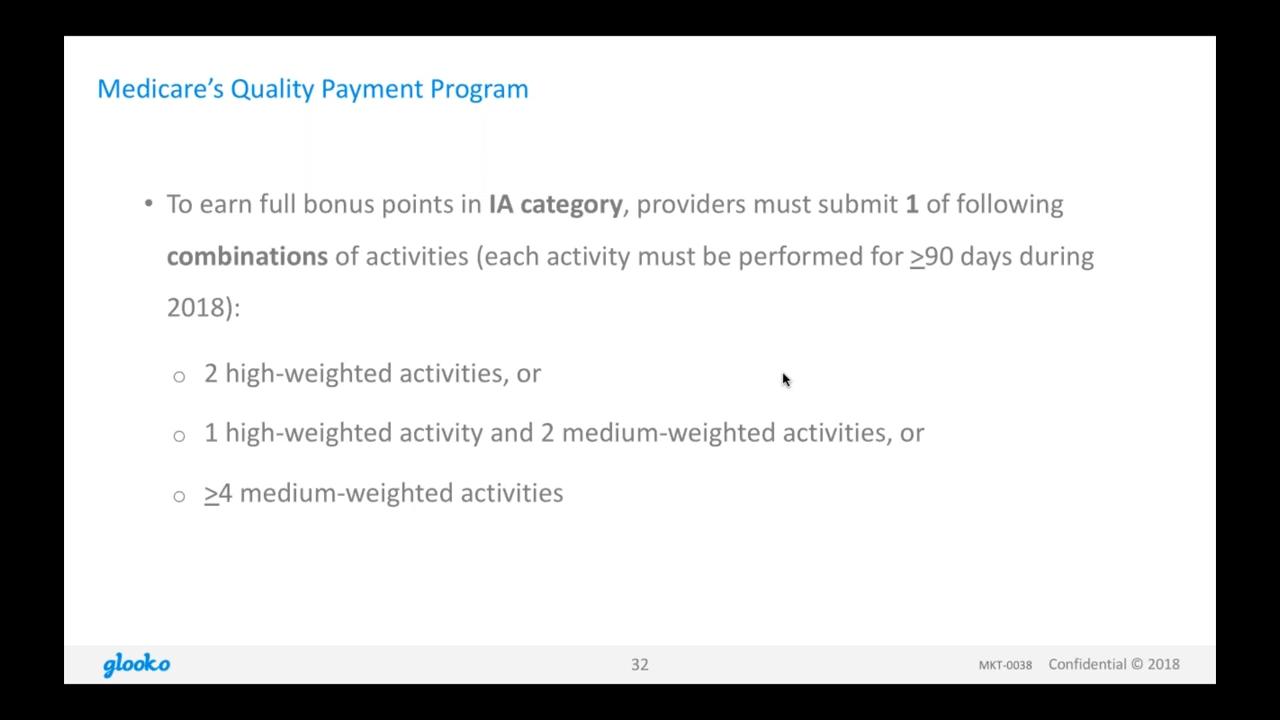 Medicare’s Quality Payment Program
• To earn full bonus points in IA category, providers must submit 1 of following
combinations of activities (each activity must be performed for ≥90 days during
2018):
○ 2 high-weighted activities, or
○ 1 high-weighted activity and 2 medium-weighted activities, or
○ ≥4 medium-weighted activities
glooko
32
MKT-0038 Confidential © 2018